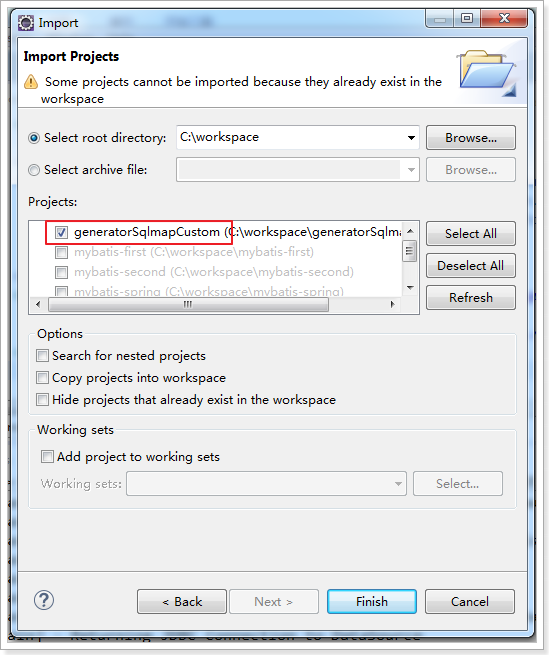 Import
Import Projects
Some projects cannot be imported because they already exist in the
workspace
Select root directory:
C:\workspace
Browse...
Select archive file:
Browse...
Projects:
generatorSqlmapCustom (C:\workspace\generatorSqlma
mybatis-first (C:\workspace\mybatis-first)
mybatis-second (C:\workspace\mybatis-second)
mybatis-spring (C:\workspace\mybatis-spring)
Select All
Deselect All
Refresh
Options
Search for nested projects
Copy projects into workspace
Hide projects that already exist in the workspace
Working sets
Add project to working sets
Working sets:
Select...
?
< Back
Next >
Finish
Cancel